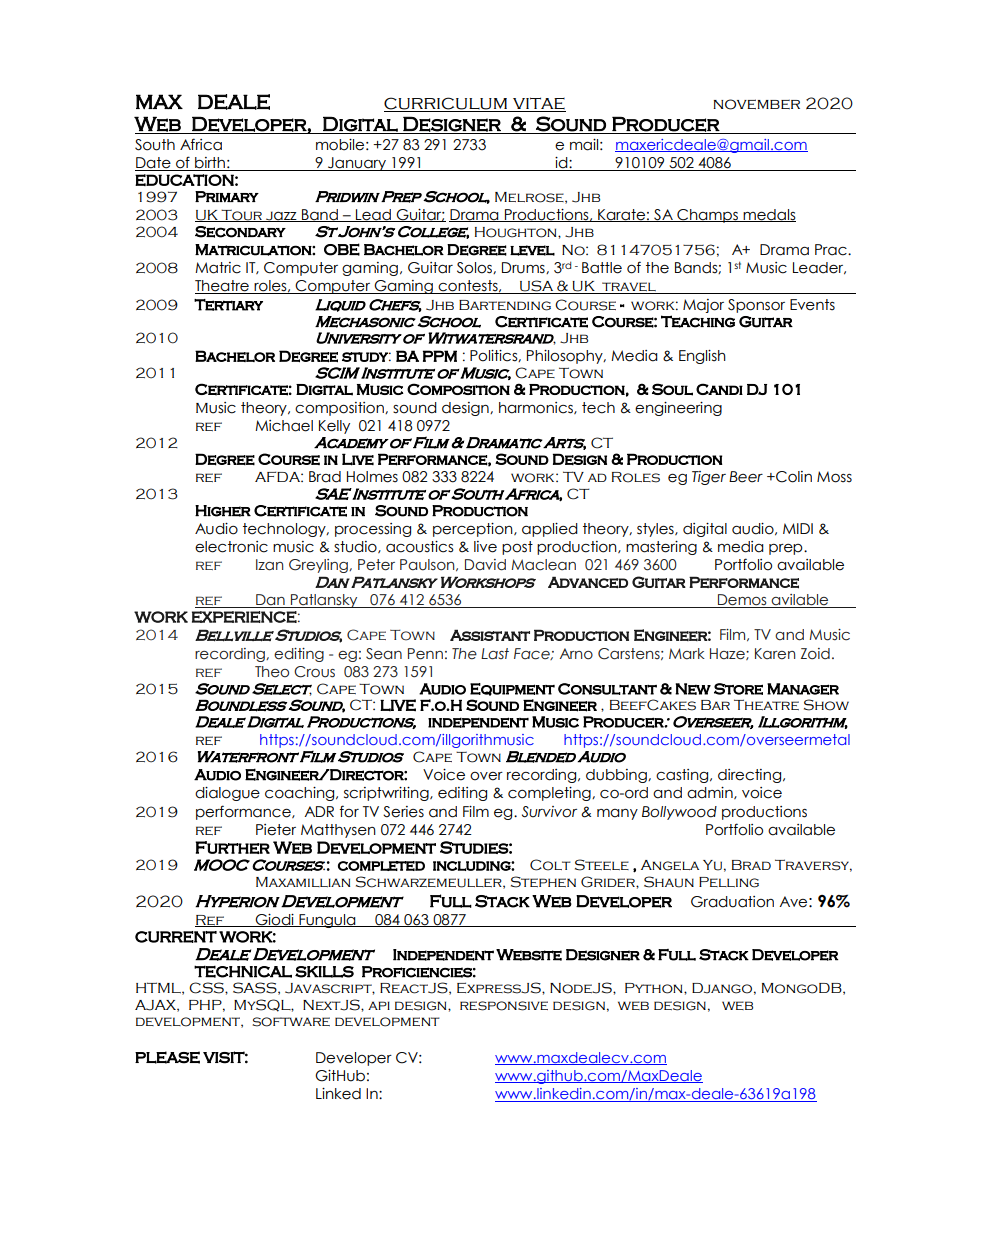 MAX DEALE CURRICULUM VITAE NOVEMBER 2020
WEB DEVELOPER, DIGITAL DESIGNER & SOUND PRODUCER
South Africa mobile: +27 83 291 2733 e mail: maxericdeale@gmail.com
Date of birth: 9 January 1991 id: 910109 502 4086
EDUCATION:
1997 PRIMARY PRIDWIN PREP SCHOOL, MELROSE, JHB
2003 UK TOUR JAZZ Band – Lead Guitar; Drama Productions, Karate: SA Champs medals
2004 SECONDARY ST JOHN'S COLLEGE, HOUGHTON, JHB
MATRICULATION: OBE BACHELOR DEGREE LEVEL No: 81147051756; A+ Drama Prac.
2008 Matric IT, Computer gaming, Guitar Solos, Drums, 3rd - Battle of the Bands; 1st Music Leader,
Theatre roles, Computer Gaming contests, USA & UK TRAVEL
2009 TERTIARY LIQUID CHEFS, JHB BARTENDING COURSE - WORK: Major Sponsor Events
MECHASONIC SCHOOL CERTIFICATE COURSE: TEACHING GUITAR
2010 UNIVERSITY OF WITWATERSRAND, JHB
BACHELOR DEGREE STUDY: BA PPM : Politics, Philosophy, Media & English
2011 SCIM INSTITUTE OF MUSIC, CAPE TOWN
CERTIFICATE: DIGITAL MUSIC COMPOSITION & PRODUCTION, & SOUL CANDI DJ 101
Music theory, composition, sound design, harmonics, tech & engineering
REF Michael Kelly 021 418 0972
2012 ACADEMY OF FILM & DRAMATIC ARTS, CT
DEGREE COURSE IN LIVE PERFORMANCE, SOUND DESIGN & PRODUCTION
REF AFDA: Brad Holmes 082 333 8224 WORK: TV AD ROLES eg Tiger Beer +Colin Moss
2013 SAE INSTITUTE OF SOUTH AFRICA, CT
HIGHER CERTIFICATE IN SOUND PRODUCTION
Audio technology, processing & perception, applied theory, styles, digital audio, MIDI &
electronic music & studio, acoustics & live post production, mastering & media prep.
REF Izan Greyling, Peter Paulson, David Maclean 021 469 3600 Portfolio available
DAN PATLANSKY WORKSHOPS ADVANCED GUITAR PERFORMANCE
REF Dan Patlansky 076 412 6536 Demos avilable
WORK EXPERIENCE:
2014 BELLVILLE STUDIOS, CAPE TOWN ASSISTANT PRODUCTION ENGINEER: Film, TV and Music
recording, editing - eg: Sean Penn: The Last Face; Arno Carstens; Mark Haze; Karen Zoid.
REF Theo Crous 083 273 1591
2015 SOUND SELECT, CAPE TOWN AUDIO EQUIPMENT CONSULTANT & NEW STORE MANAGER
BOUNDLESS SOUND, CT: LIVE F.O.H SOUND ENGINEER , BEEFCAKES BAR THEATRE SHOW
DEALE DIGITAL PRODUCTIONS, INDEPENDENT MUSIC PRODUCER: OVERSEER, ILLGORITHM,
REF https://soundcloud.com/illgorithmusic https://soundcloud.com/overseermetal
2016 WATERFRONT FILM STUDIOS CAPE TOWN BLENDED AUDIO
AUDIO ENGINEER/DIRECTOR: Voice over recording, dubbing, casting, directing,
dialogue coaching, scriptwriting, editing & completing, co-ord and admin, voice
2019 performance, ADR for TV Series and Film eg. Survivor & many Bollywood productions
REF Pieter Matthysen 072 446 2742 Portfolio available
FURTHER WEB DEVELOPMENT STUDIES:
2019 MOOC COURSES: COMPLETED INCLUDING: COLT STEELE , ANGELA YU, BRAD TRAVERSY,
MAXAMILLIAN SCHWARZEMEULLER, STEPHEN GRIDER, SHAUN PELLING
2020 HYPERION DEVELOPMENT FULL STACK WEB DEVELOPER Graduation Ave: 96%
REF Giodi Fungula 084 063 0877
CURRENT WORK:
DEALE DEVELOPMENT INDEPENDENT WEBSITE DESIGNER & FULL STACK DEVELOPER
TECHNICAL SKILLS PROFICIENCIES:
HTML, CSS, SASS, JAVASCRIPT, REACTJS, EXPRESSJS, NODEJS, PYTHON, DJANGO, MONGODB,
AJAX, PHP, MYSQL, NEXTJS, API DESIGN, RESPONSIVE DESIGN, WEB DESIGN, WEB
DEVELOPMENT, SOFTWARE DEVELOPMENT
PLEASE VISIT: Developer CV: www.maxdealecv.com
GitHub: www.github.com/MaxDeale
Linked In: www.linkedin.com/in/max-deale-63619a198